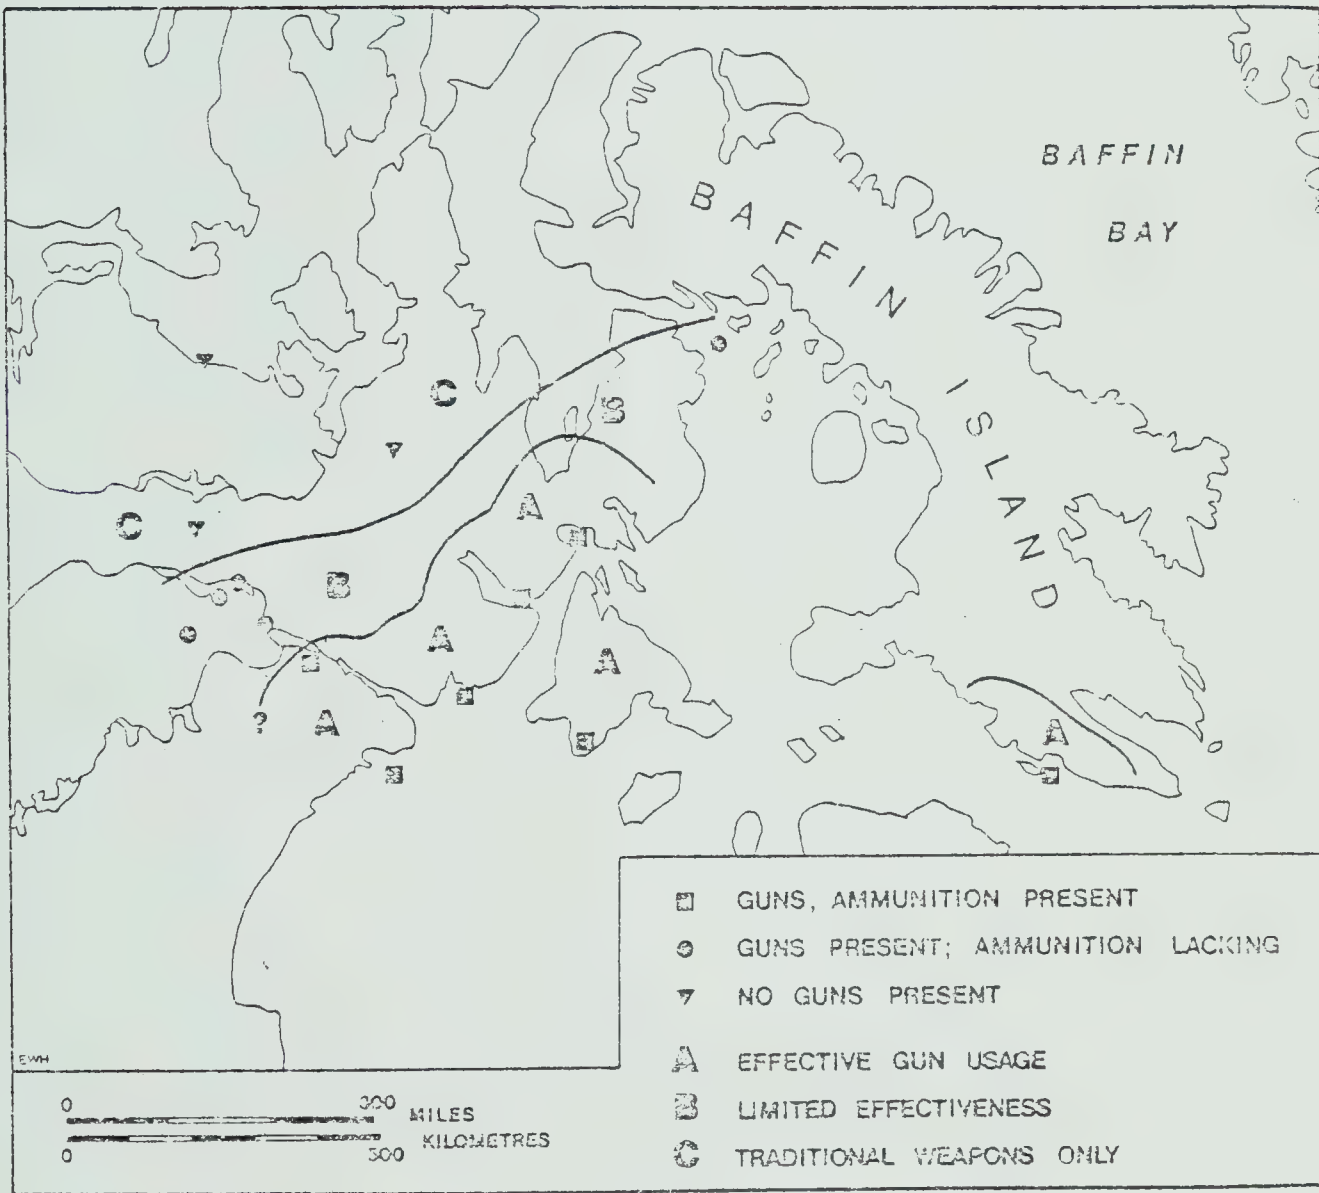 BAFFIN
BAY
BAFFIN ISLAND
C
B
A
C
B
A
A
?
A
A
GUNS, AMMUNITION PRESENT
GUNS PRESENT; AMMUNITION LACKING
NO GUNS PRESENT
A EFFECTIVE GUN USAGE
B LIMITED EFFECTIVENESS
C TRADITIONAL WEAPONS ONLY
EWH
0 300 MILES
KILOMETRES
0 500